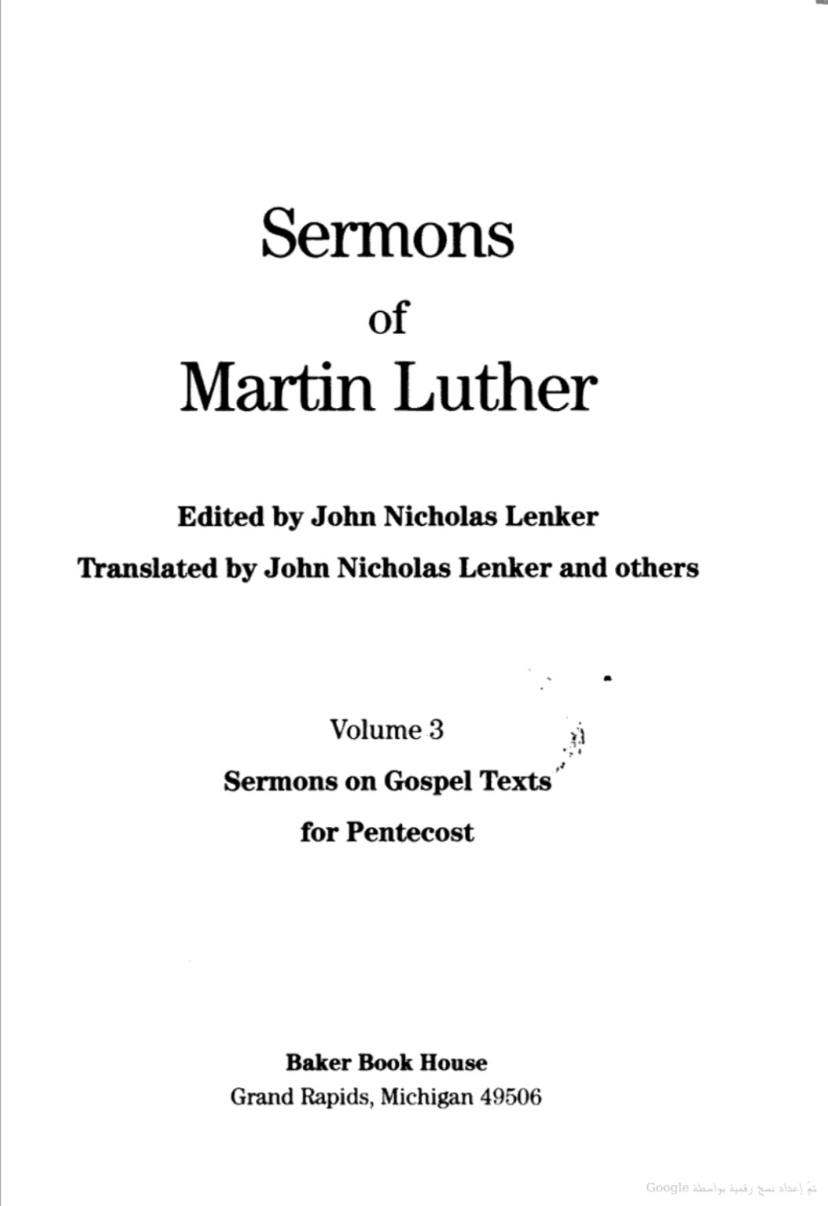 Sermons
of
Martin Luther
Edited by John Nicholas Lenker
Translated by John Nicholas Lenker and others
Volume 3
Sermons on Gospel Texts
for Pentecost
Baker Book House
Grand Rapids, Michigan 49506
تمّ إعداد نسخ رقمية بواسطة Google